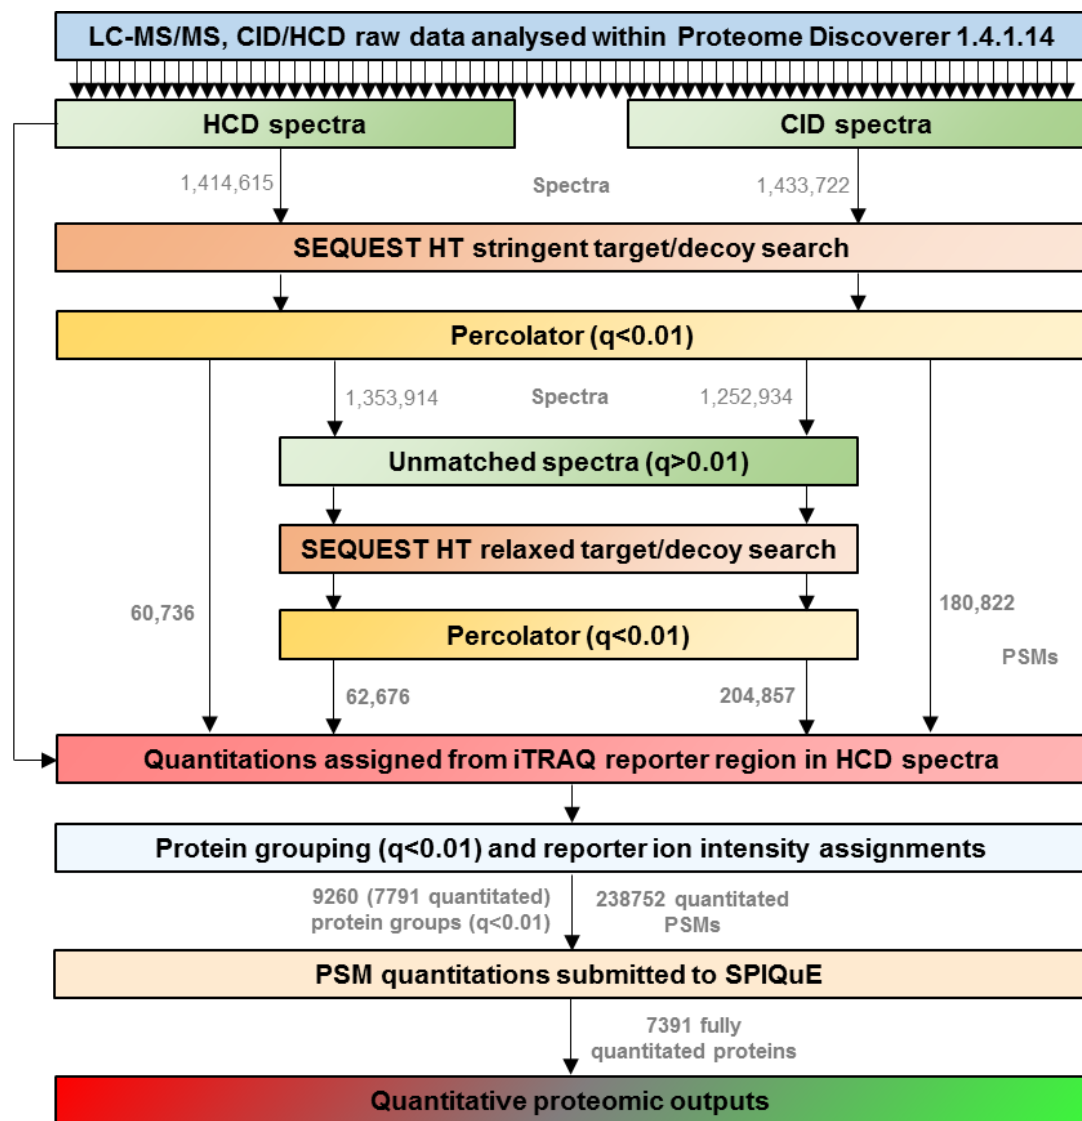 LC-MS/MS, CID/HCD raw data analysed within Proteome Discoverer 1.4.1.14
HCD spectra
CID spectra
1,414,615
Spectra
1,433,722
SEQUEST HT stringent target/decoy search
Percolator (q<0.01)
1,353,914
Spectra
1,252,934
Unmatched spectra (q>0.01)
SEQUEST HT relaxed target/decoy search
60,736
180,822
Percolator (q<0.01)
PSMs
62,676
204,857
Quantitations assigned from iTRAQ reporter region in HCD spectra
Protein grouping (q<0.01) and reporter ion intensity assignments
9260 (7791 quantitated)
protein groups (q<0.01)
238752 quantitated
PSMs
PSM quantitations submitted to SPIQuE
7391 fully
quantitated proteins
Quantitative proteomic outputs